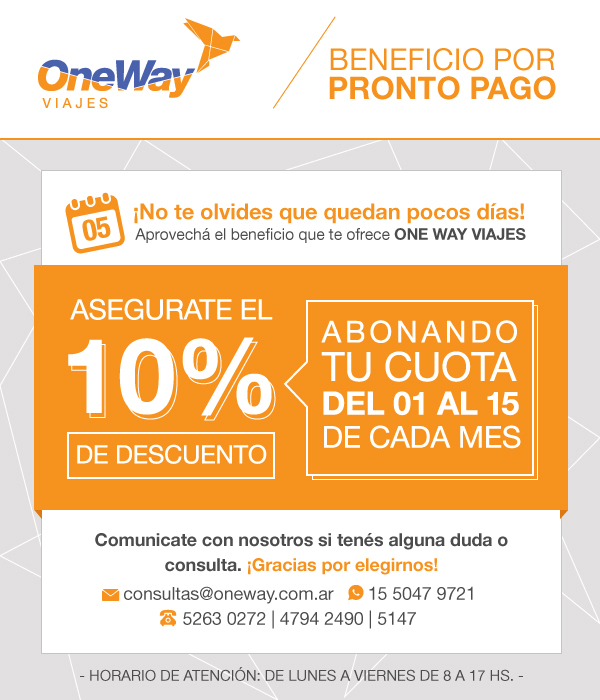 OneWay
VIAJES
BENEFICIO POR
PRONTO PAGO
05
¡No te olvides que quedan pocos días!
Aprovechá el beneficio que te ofrece ONE WAY VIAJES
ASEGURATE EL
10%
DE DESCUENTO
ABONANDO
TU CUOTA
DEL 01 AL 15
DE CADA MES
Comunicate con nosotros si tenés alguna duda o
consulta. ¡Gracias por elegirnos!
consultas@oneway.com.ar 15 5047 9721
5263 0272 | 4794 2490 | 5147
- HORARIO DE ATENCIÓN: DE LUNES A VIERNES DE 8 A 17 HS. -